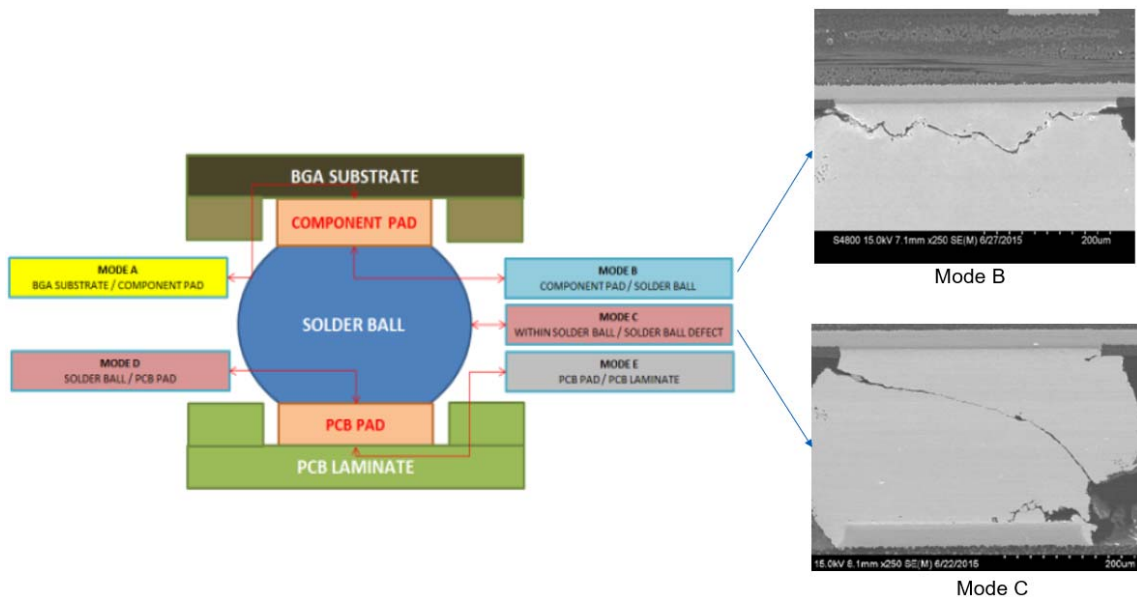 BGA SUBSTRATE
COMPONENT PAD
MODE A
BGA SUBSTRATE / COMPONENT PAD
MODE B
COMPONENT PAD / SOLDER BALL
SOLDER BALL
MODE C
WITHIN SOLDER BALL / SOLDER BALL DEFECT
MODE D
SOLDER BALL / PCB PAD
MODE E
PCB PAD / PCB LAMINATE
PCB PAD
PCB LAMINATE
S4800 15.0kV 7.1mm x250 SE(M) 6/27/2015 200um
Mode B
15.0kV 6.1mm x250 SE(M) 6/22/2015 200um
Mode C